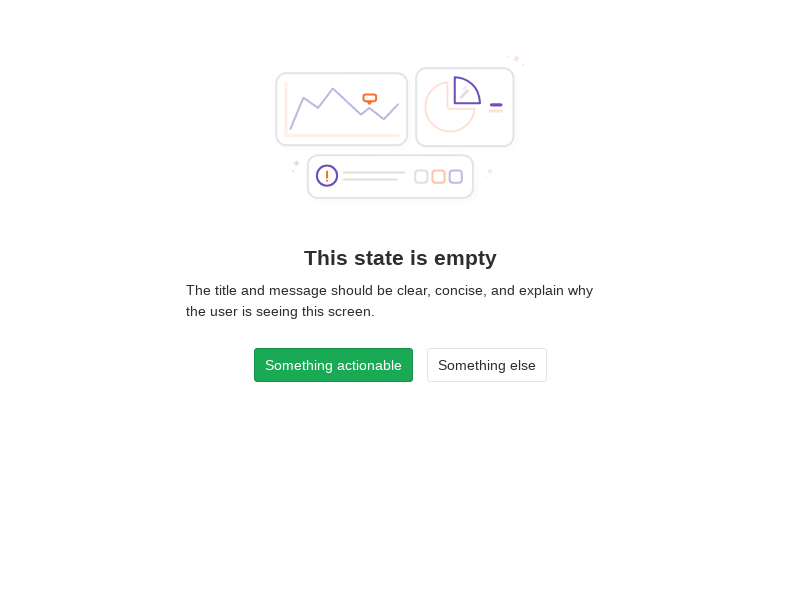 This state is empty
The title and message should be clear, concise, and explain why
the user is seeing this screen.
Something actionable
Something else